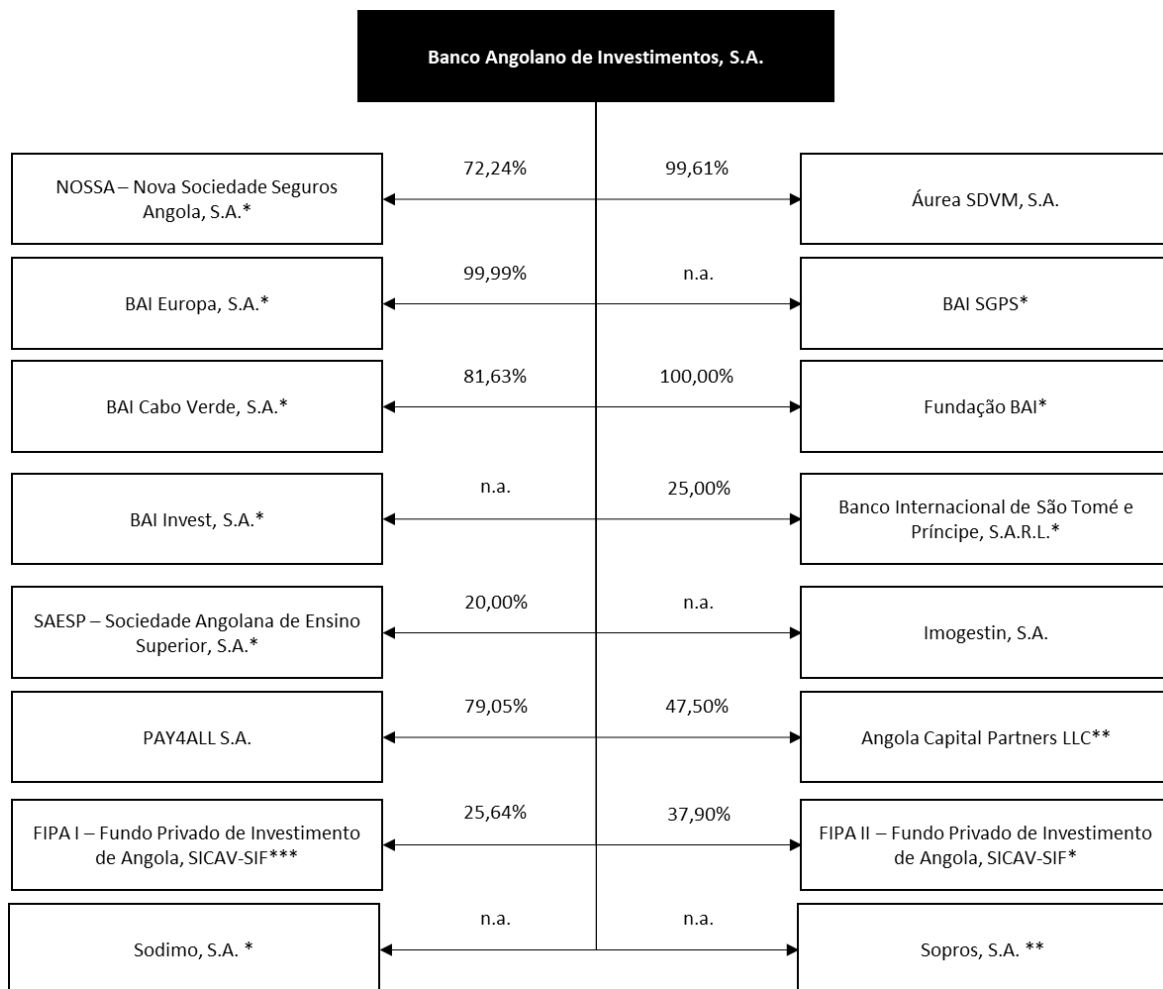 Banco Angolano de Investimentos, S.A.
72,24%
99,61%
NOSSA – Nova Sociedade Seguros
Angola, S.A.*
Áurea SDVM, S.A.
99,99%
n.a.
BAI Europa, S.A.*
BAI SGPS*
81,63%
100,00%
BAI Cabo Verde, S.A.*
Fundação BAI*
n.a.
25,00%
BAI Invest, S.A.*
Banco Internacional de São Tomé e
Príncipe, S.A.R.L.*
20,00%
n.a.
SAESP – Sociedade Angolana de Ensino
Superior, S.A.*
Imogestin, S.A.
79,05%
47,50%
PAY4ALL S.A.
Angola Capital Partners LLC**
25,64%
37,90%
FIPA I – Fundo Privado de Investimento
de Angola, SICAV-SIF***
FIPA II – Fundo Privado de Investimento
de Angola, SICAV-SIF*
n.a.
n.a.
Sodimo, S.A. *
Sopros, S.A. **